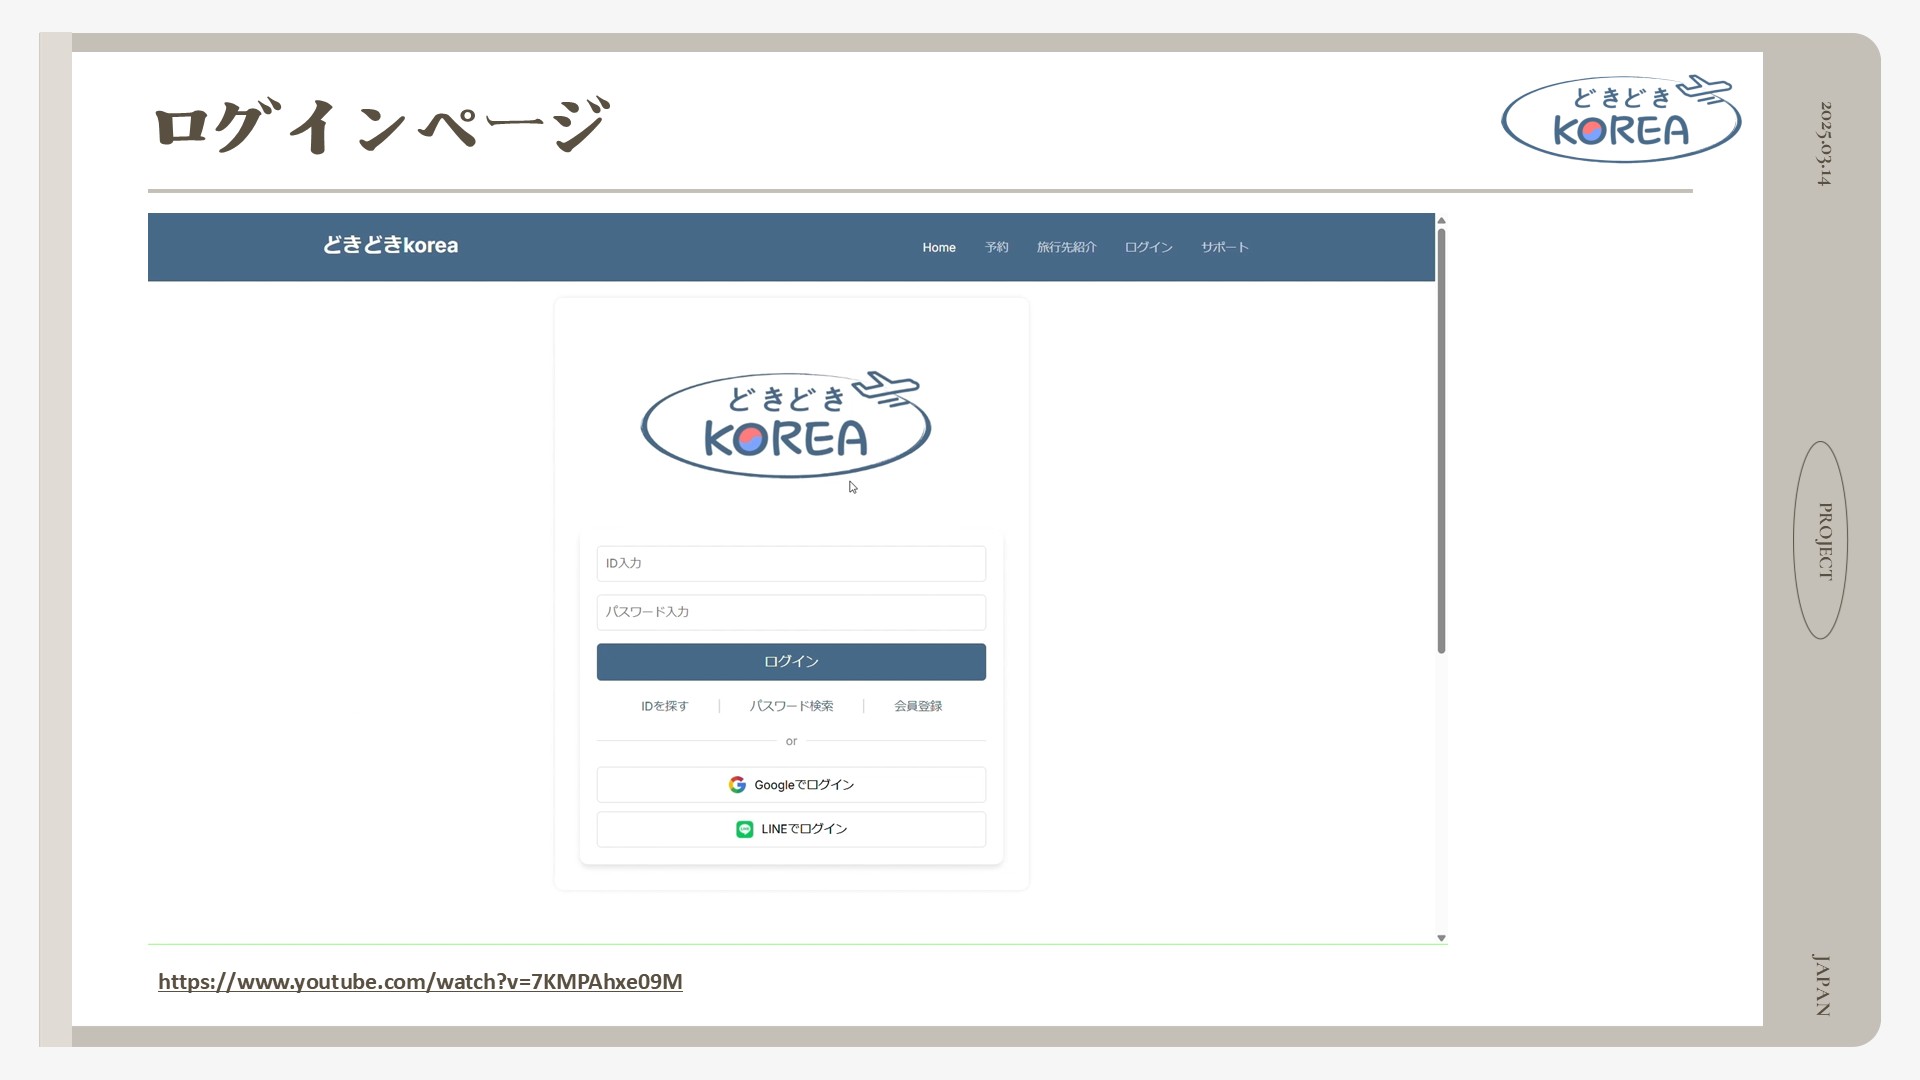 ログインページ
どきどき
KOREA
2025.03.14
どきどきkorea
Home 予約 旅行先紹介 ログイン サポート
どきどき
KOREA
ID入力
パスワード入力
ログイン
IDを探す | パスワード検索 | 会員登録
or
Googleでログイン
LINEでログイン
PROJECT
https://www.youtube.com/watch?v=7KMPAhxe09M
JAPAN